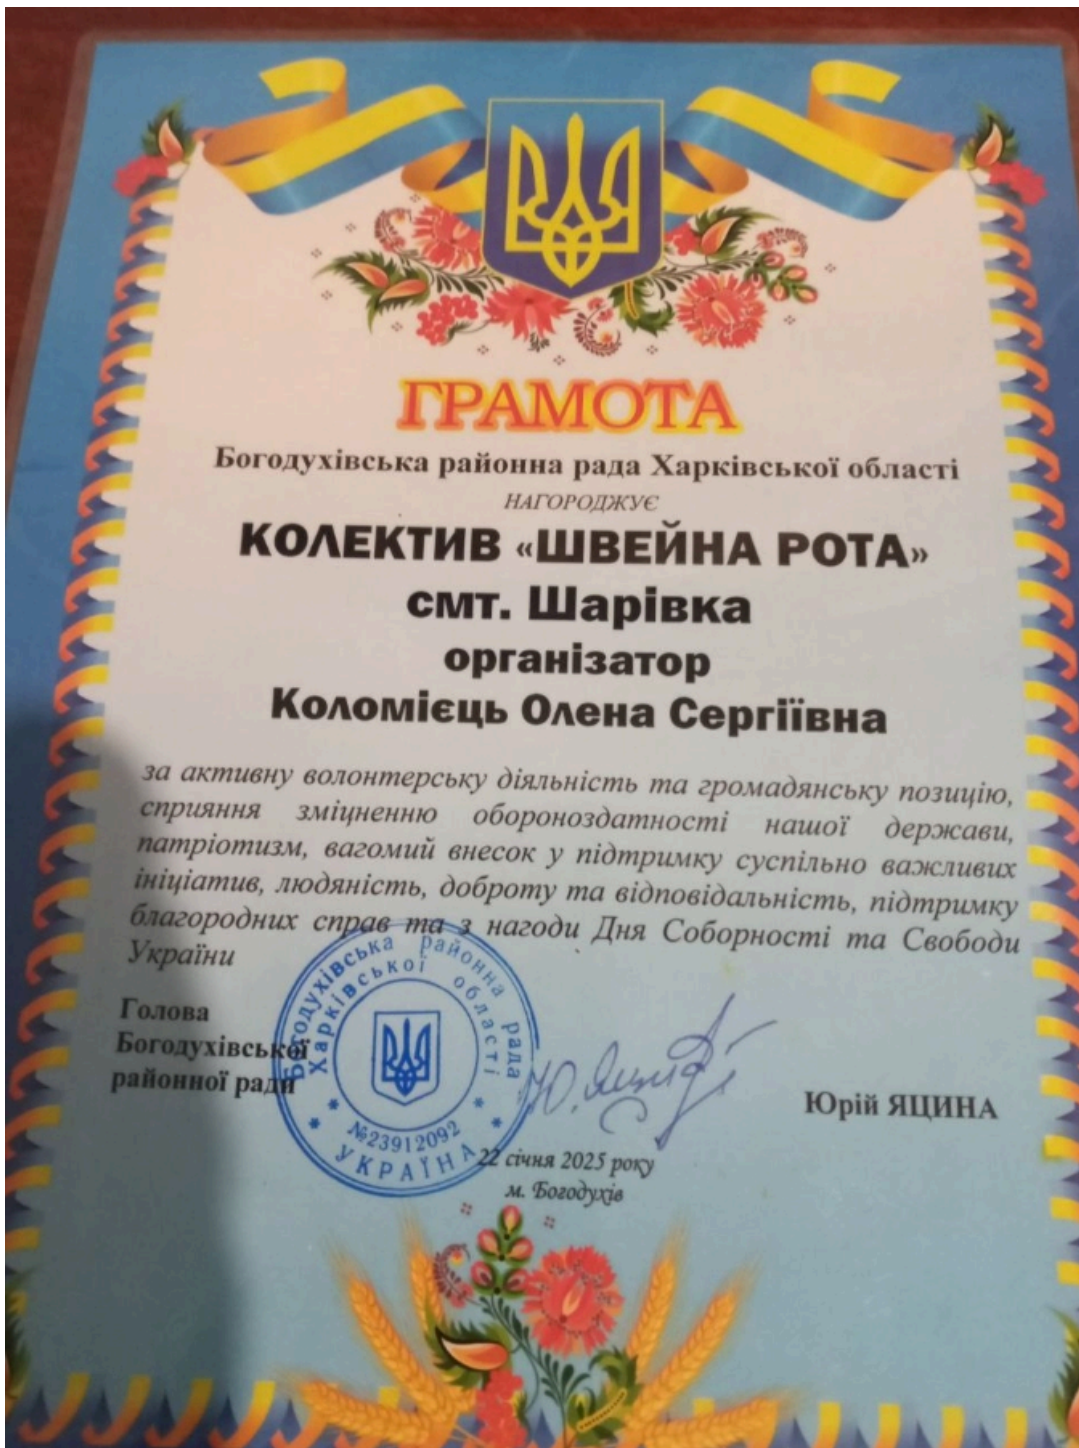 ГРАМОТА
Богодухівська районна рада Харківської області
НАГОРОДЖУЄ
КОЛЕКТИВ «ШВЕЙНА РОТА»
смт. Шарівка
організатор
Коломієць Олена Сергіївна
за активну волонтерську діяльність та громадянську позицію,
сприяння зміцненню обороноздатності нашої держави,
патріотизм, вагомий внесок у підтримку суспільно важливих
ініціатив, людяність, доброту та відповідальність, підтримку
благородних справ та з нагоди Дня Соборності та Свободи
України
Голова
Богодухівської
районної ради
Богодухівська районна рада
Харківської області
№23912092
УКРАЇНА
Ю. Яцина
Юрій ЯЦИНА
22 січня 2025 року
м. Богодухів